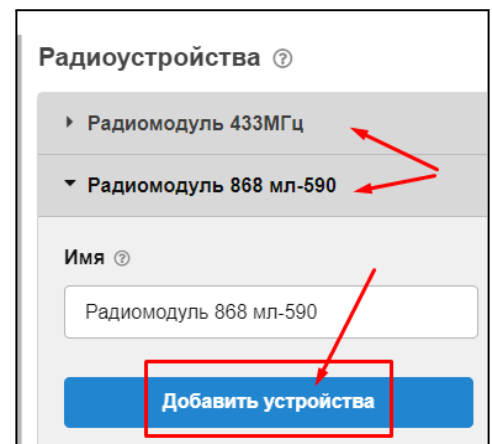 Радиоустройства ?
Радиомодуль 433МГц
Радиомодуль 868 мл-590
Имя ?
Радиомодуль 868 мл-590
Добавить устройства